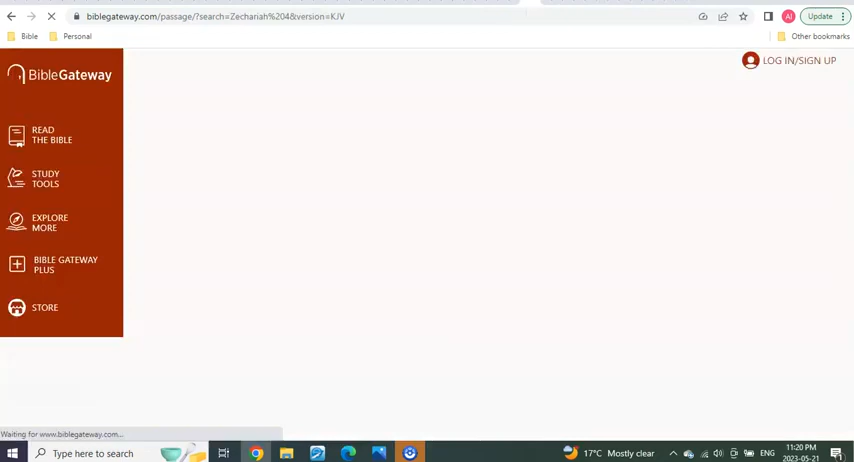 biblegateway.com/passage/?search=Zechariah%204&version=KJV
AI
Update
Bible
Personal
Other bookmarks
BibleGateway
LOG IN/SIGN UP
READ
THE BIBLE
STUDY
TOOLS
EXPLORE
MORE
BIBLE GATEWAY
PLUS
STORE
Waiting for www.biblegateway.com...
Type here to search
17°C Mostly clear
ENG
11:20 PM
2023-05-21
1